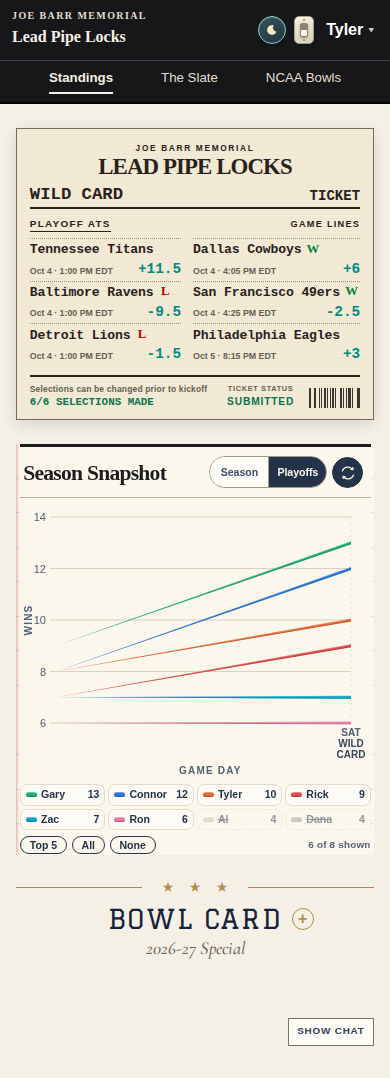 JOE BARR MEMORIAL
Lead Pipe Locks
Tyler
Standings The Slate NCAA Bowls
JOE BARR MEMORIAL
LEAD PIPE LOCKS
WILD CARD TICKET
PLAYOFF ATS GAME LINES
Tennessee Titans Dallas Cowboys W
Oct 4 · 1:00 PM EDT +11.5 Oct 4 · 4:05 PM EDT +6
Baltimore Ravens L San Francisco 49ers W
Oct 4 · 1:00 PM EDT -9.5 Oct 4 · 4:25 PM EDT -2.5
Detroit Lions L Philadelphia Eagles
Oct 4 · 1:00 PM EDT -1.5 Oct 5 · 8:15 PM EDT +3
Selections can be changed prior to kickoff TICKET STATUS
6/6 SELECTIONS MADE SUBMITTED
Season Snapshot Season Playoffs
14
12
10
8
6
WINS
SAT
WILD
CARD
GAME DAY
Gary 13 Connor 12 Tyler 10 Rick 9
Zac 7 Ron 6 Al 4 Dana 4
Top 5 All None 6 of 8 shown
★ ★ ★
BOWL CARD +
2026-27 Special
SHOW CHAT